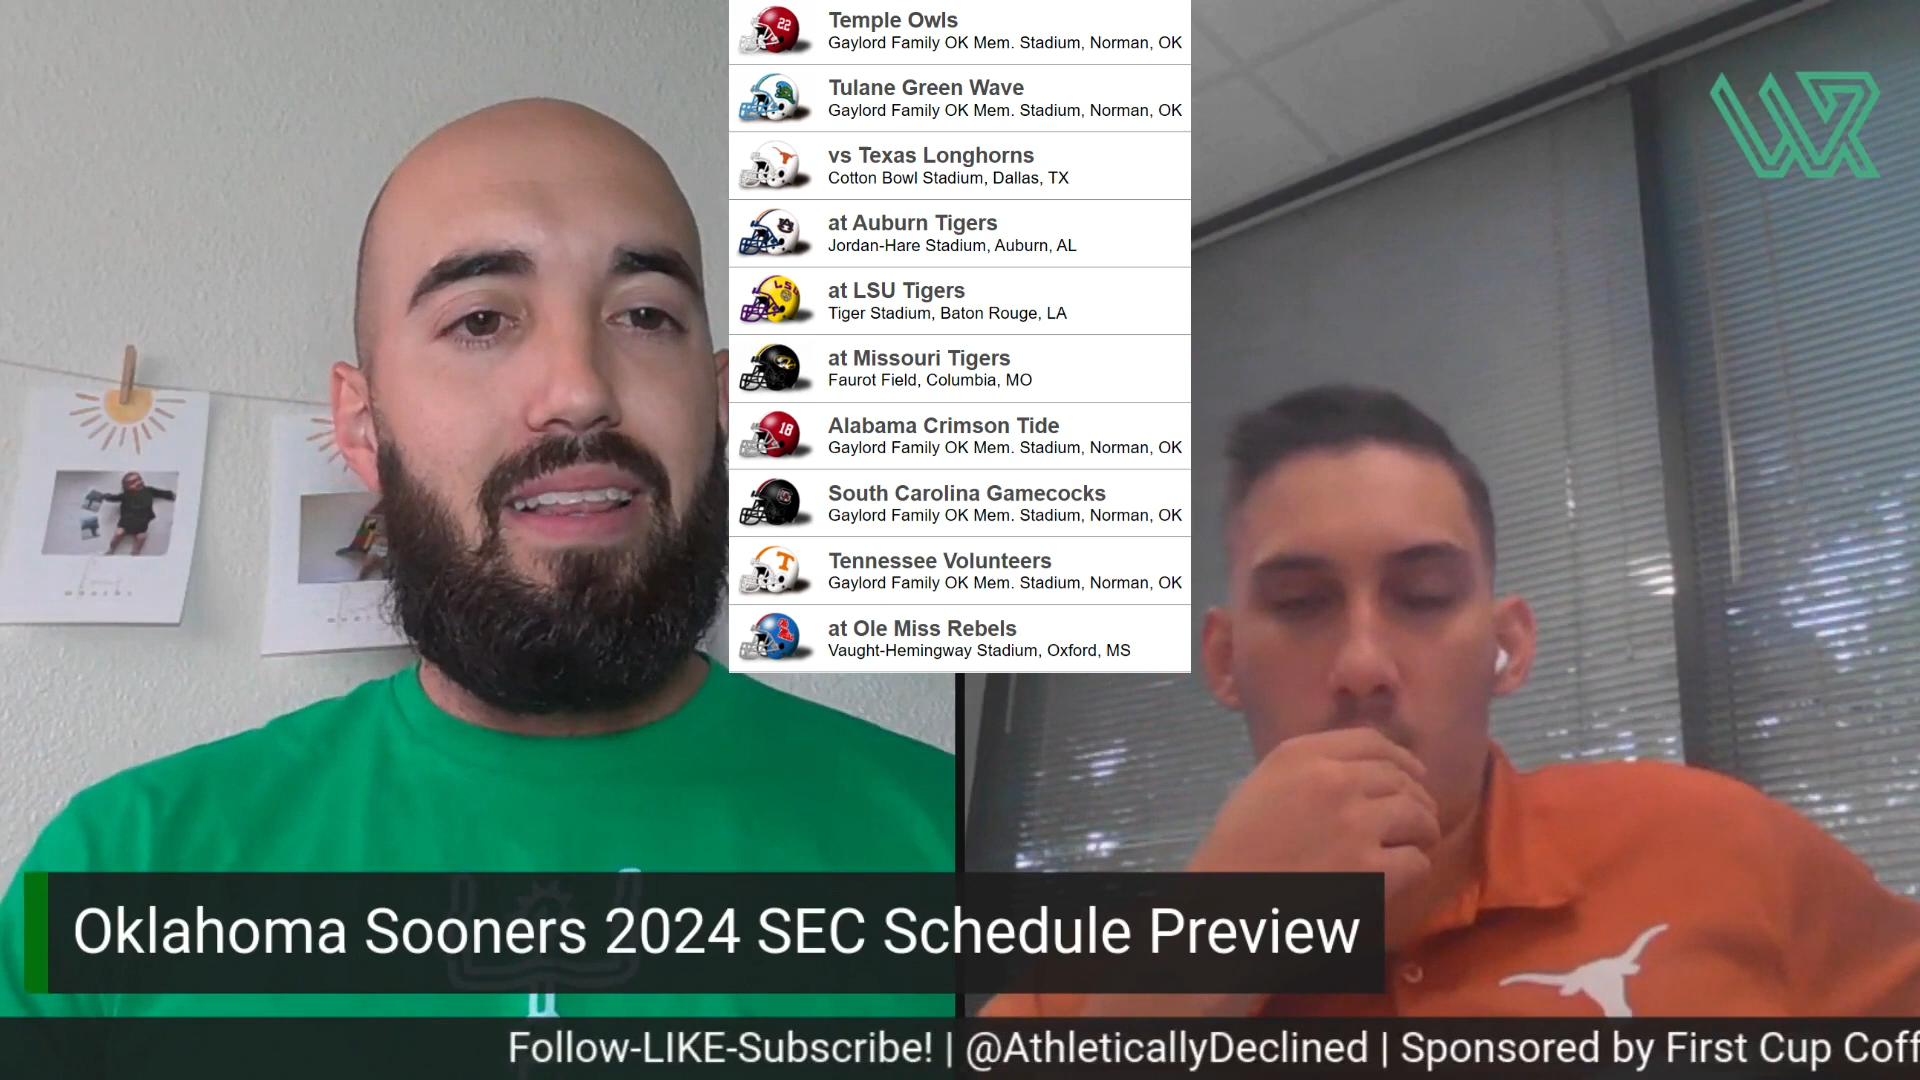 Temple Owls
Gaylord Family OK Mem. Stadium, Norman, OK
Tulane Green Wave
Gaylord Family OK Mem. Stadium, Norman, OK
vs Texas Longhorns
Cotton Bowl Stadium, Dallas, TX
at Auburn Tigers
Jordan-Hare Stadium, Auburn, AL
at LSU Tigers
Tiger Stadium, Baton Rouge, LA
at Missouri Tigers
Faurot Field, Columbia, MO
Alabama Crimson Tide
Gaylord Family OK Mem. Stadium, Norman, OK
South Carolina Gamecocks
Gaylord Family OK Mem. Stadium, Norman, OK
Tennessee Volunteers
Gaylord Family OK Mem. Stadium, Norman, OK
at Ole Miss Rebels
Vaught-Hemingway Stadium, Oxford, MS
22
LSU
18
T
Oklahoma Sooners 2024 SEC Schedule Preview
Follow-LIKE-Subscribe! | @AthleticallyDeclined | Sponsored by First Cup Coff